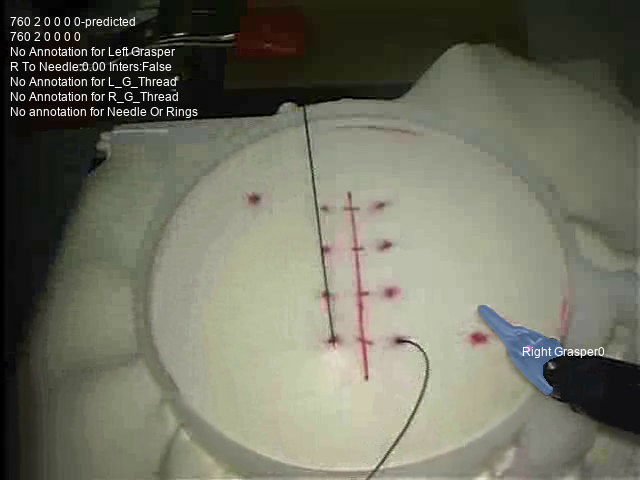 760 2 0 0 0 0-predicted
760 2 0 0 0 0
No Annotation for Left Grasper
R To Needle:0.00 Inters:False
No Annotation for L_G_Thread
No Annotation for R_G_Thread
No annotation for Needle Or Rings
Right Grasper0